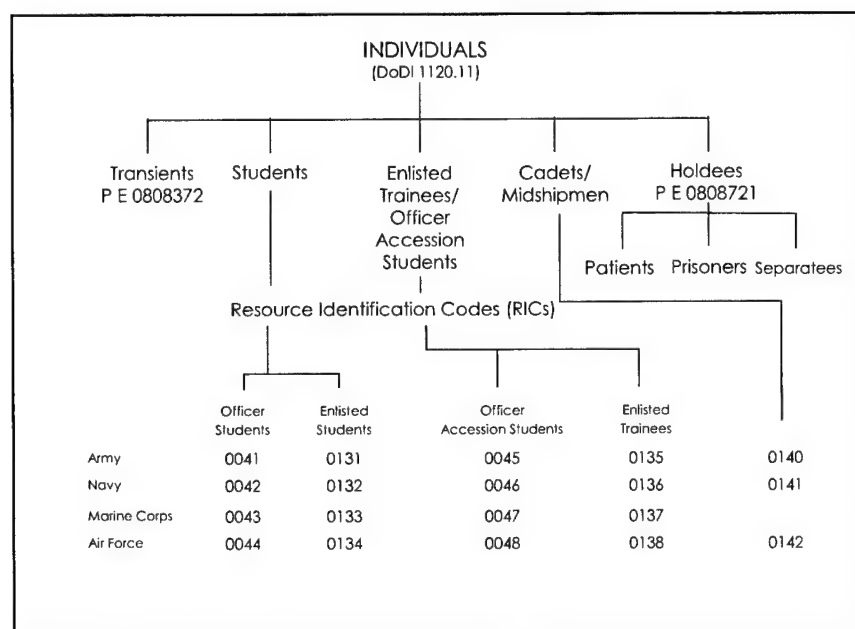 INDIVIDUALS
(DoDI 1120.11)
Transients
P E 0808372
Students
Enlisted
Trainees/
Officer
Accession
Students
Cadets/
Midshipmen
Holdees
P E 0808721
Patients Prisoners Separatees
Resource Identification Codes (RICs)
Officer
Students
Enlisted
Students
Officer
Accession Students
Enlisted
Trainees
Army 0041 0131 0045 0135 0140
Navy 0042 0132 0046 0136 0141
Marine Corps 0043 0133 0047 0137
Air Force 0044 0134 0048 0138 0142